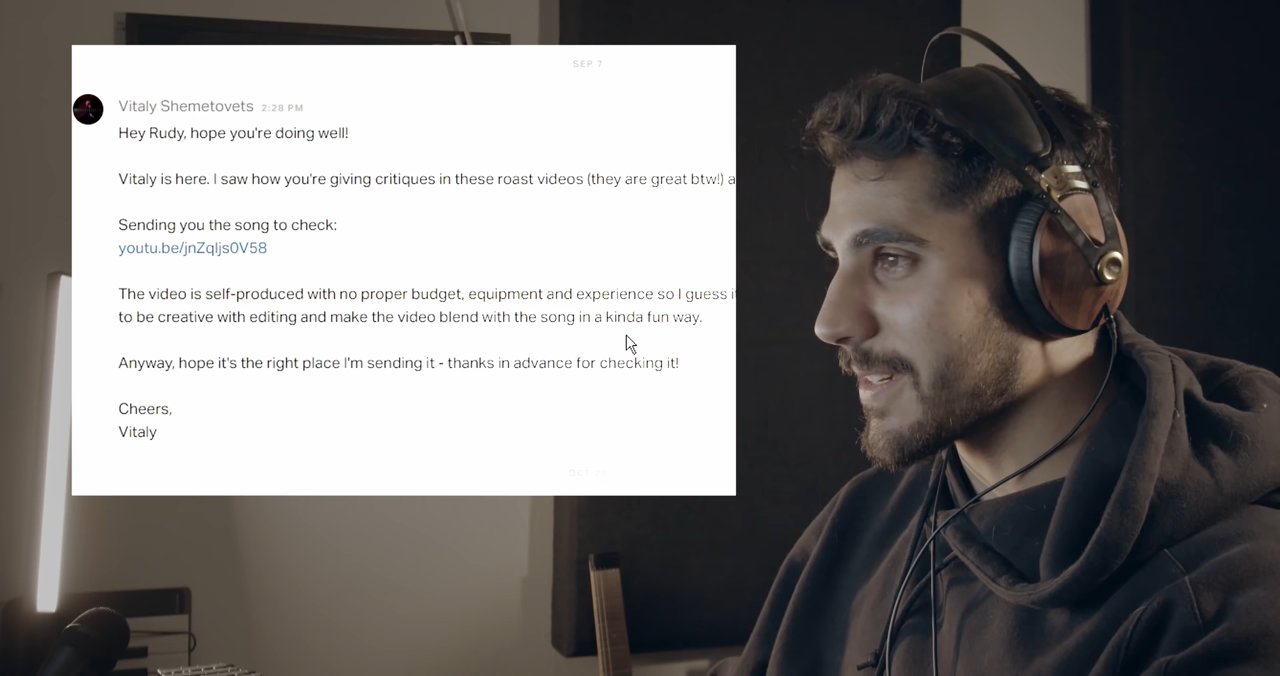 SEP 7
Vitaly Shemetovets 2:28 PM
Hey Rudy, hope you're doing well!
Vitaly is here. I saw how you're giving critiques in these roast videos (they are great btw!) a
Sending you the song to check:
youtu.be/jnZqljs0V58
The video is self-produced with no proper budget, equipment and experience so I guess it
to be creative with editing and make the video blend with the song in a kinda fun way.
Anyway, hope it's the right place I'm sending it - thanks in advance for checking it!
Cheers,
Vitaly
OCT